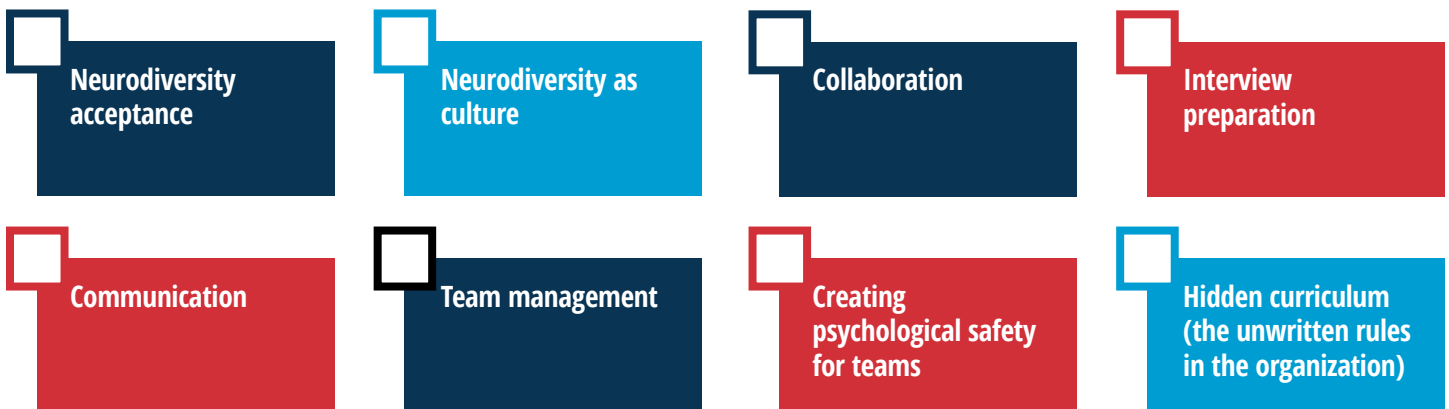 Neurodiversity
acceptance
Neurodiversity as
culture
Collaboration
Interview
preparation
Communication
Team management
Creating
psychological safety
for teams
Hidden curriculum
(the unwritten rules
in the organization)